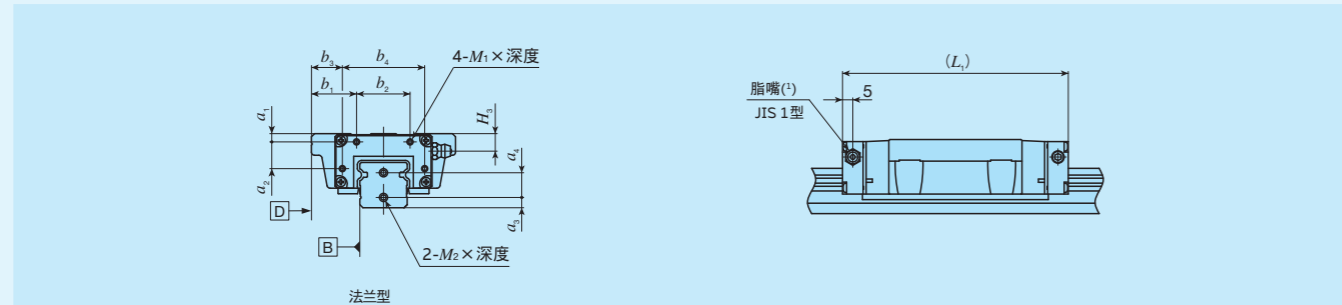 b₃
b₄
4-M₁×深度
b₁
b₂
a₁
H₃
a₄
a₂
a₃
D
B
2-M₂×深度
法兰型
(L₁)
脂嘴(¹)
5
JIS 1型